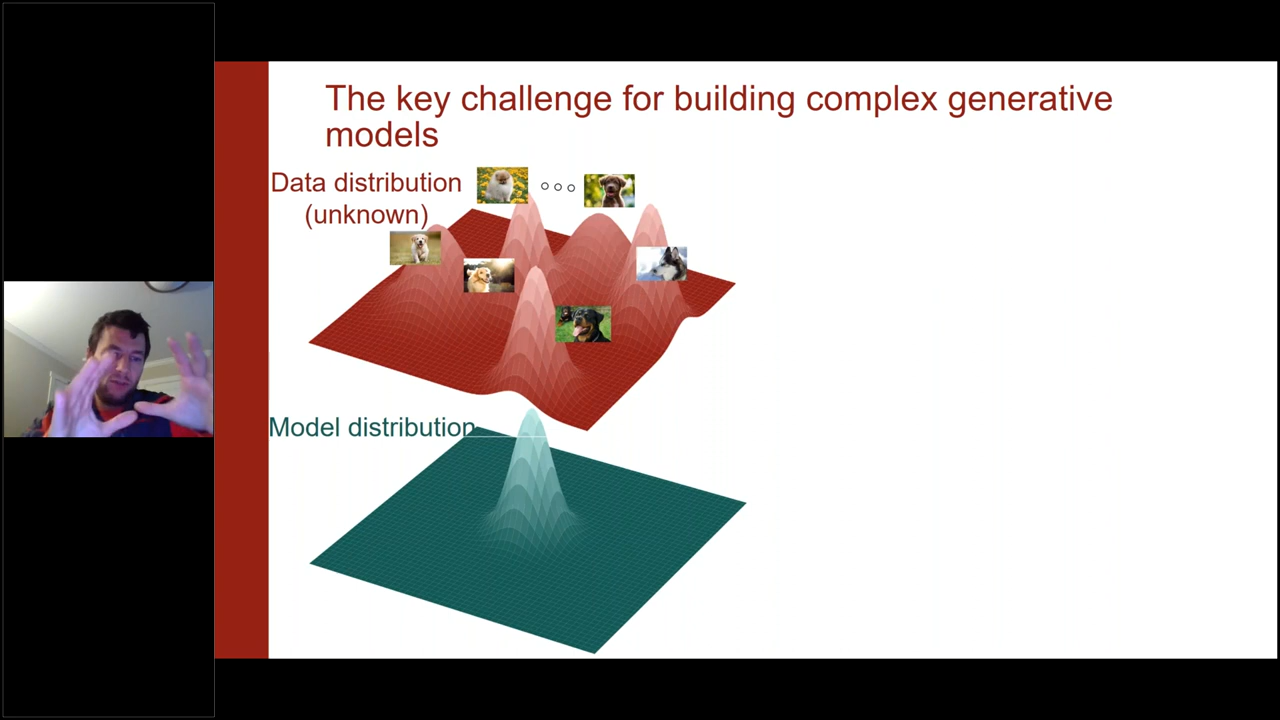 The key challenge for building complex generative
models
Data distribution
(unknown)
Model distribution